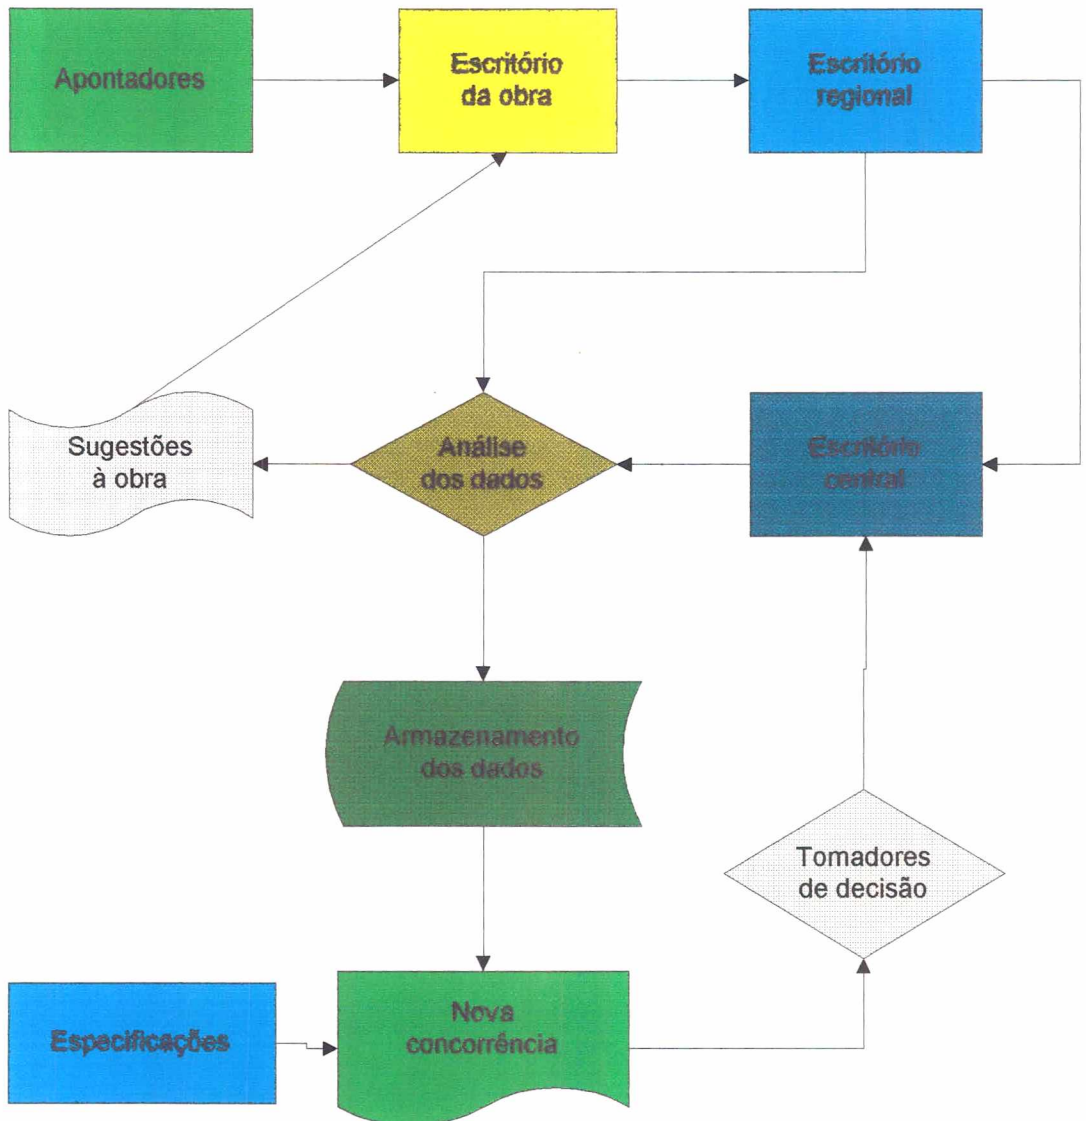 Apontadores
Escritório
da obra
Escritório
regional
Sugestões
à obra
Análise
dos dados
Escritório
central
Armazenamento
dos dados
Tomadores
de decisão
Especificações
Nova
concorrência